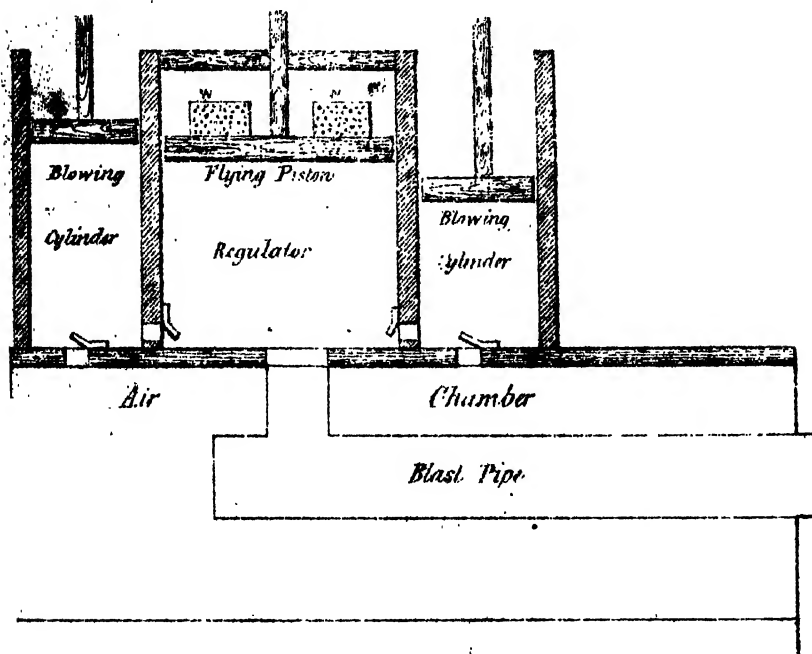 W
Blowing
Cylinder
Flying Piston
Regulator
Blowing
Cylinder
Air Chamber
Blast Pipe